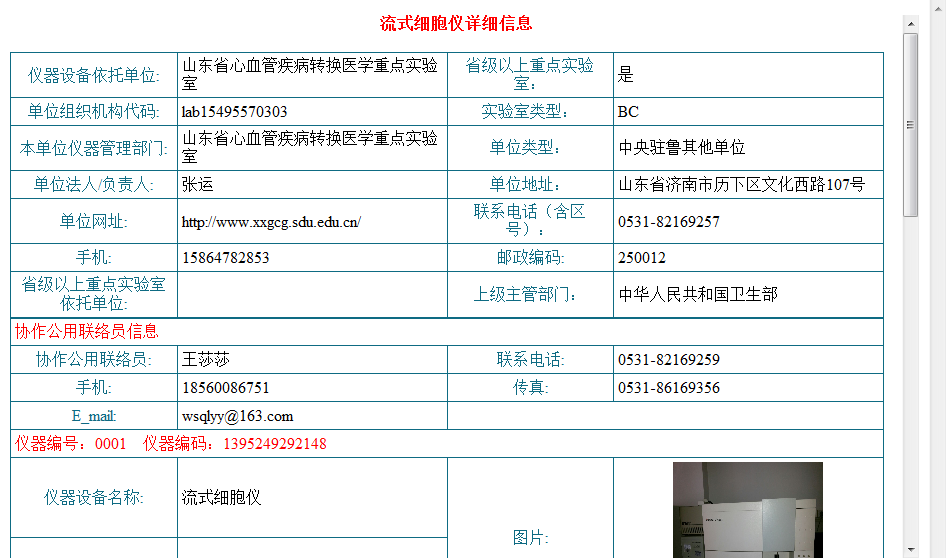 流式细胞仪详细信息
仪器设备依托单位:
山东省心血管疾病转换医学重点实验
室
省级以上重点实验
室：
是
单位组织机构代码:
lab15495570303
实验室类型：
BC
本单位仪器管理部门:
山东省心血管疾病转换医学重点实验
室
单位类型：
中央驻鲁其他单位
单位法人/负责人:
张运
单位地址：
山东省济南市历下区文化西路107号
单位网址:
http://www.xxgcg.sdu.edu.cn/
联系电话（含区
号）：
0531-82169257
手机:
15864782853
邮政编码:
250012
省级以上重点实验室
依托单位:
上级主管部门：
中华人民共和国卫生部
协作公用联络员信息
协作公用联络员:
王莎莎
联系电话:
0531-82169259
手机:
18560086751
传真:
0531-86169356
E_mail:
wsqlyy@163.com
仪器编号：0001 仪器编码：1395249292148
仪器设备名称:
流式细胞仪
图片: